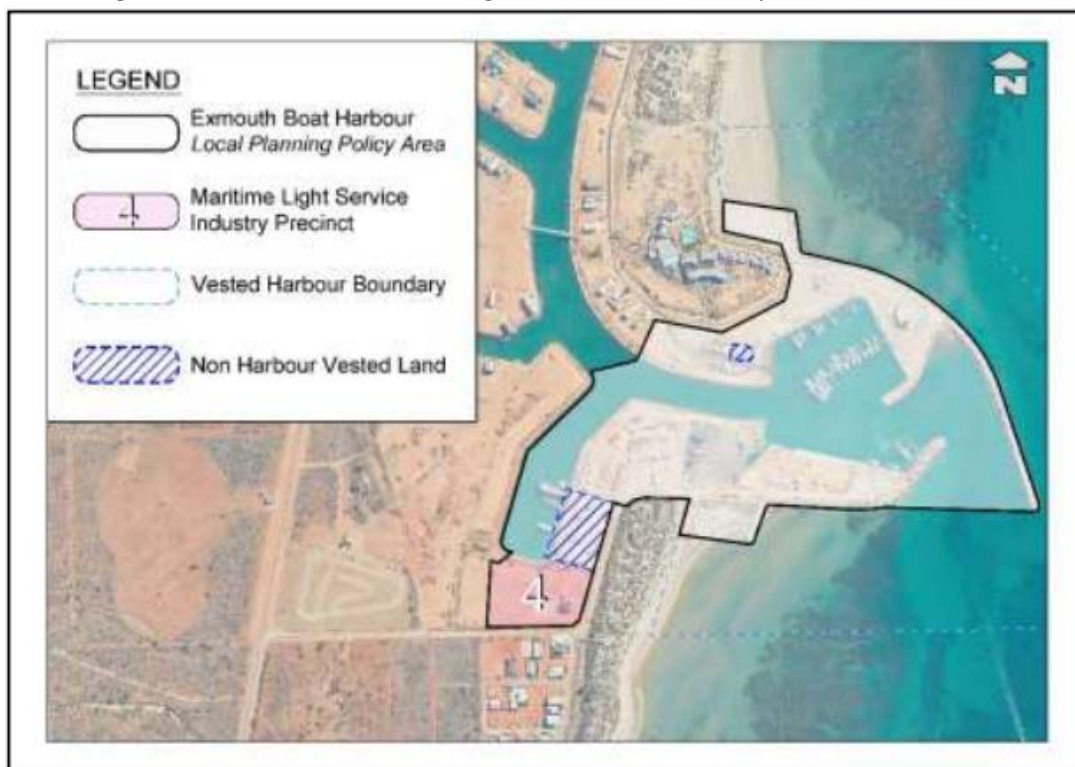 LEGEND
Exmouth Boat Harbour
Local Planning Policy Area
4
Maritime Light Service
Industry Precinct
Vested Harbour Boundary
Non Harbour Vested Land
N
4